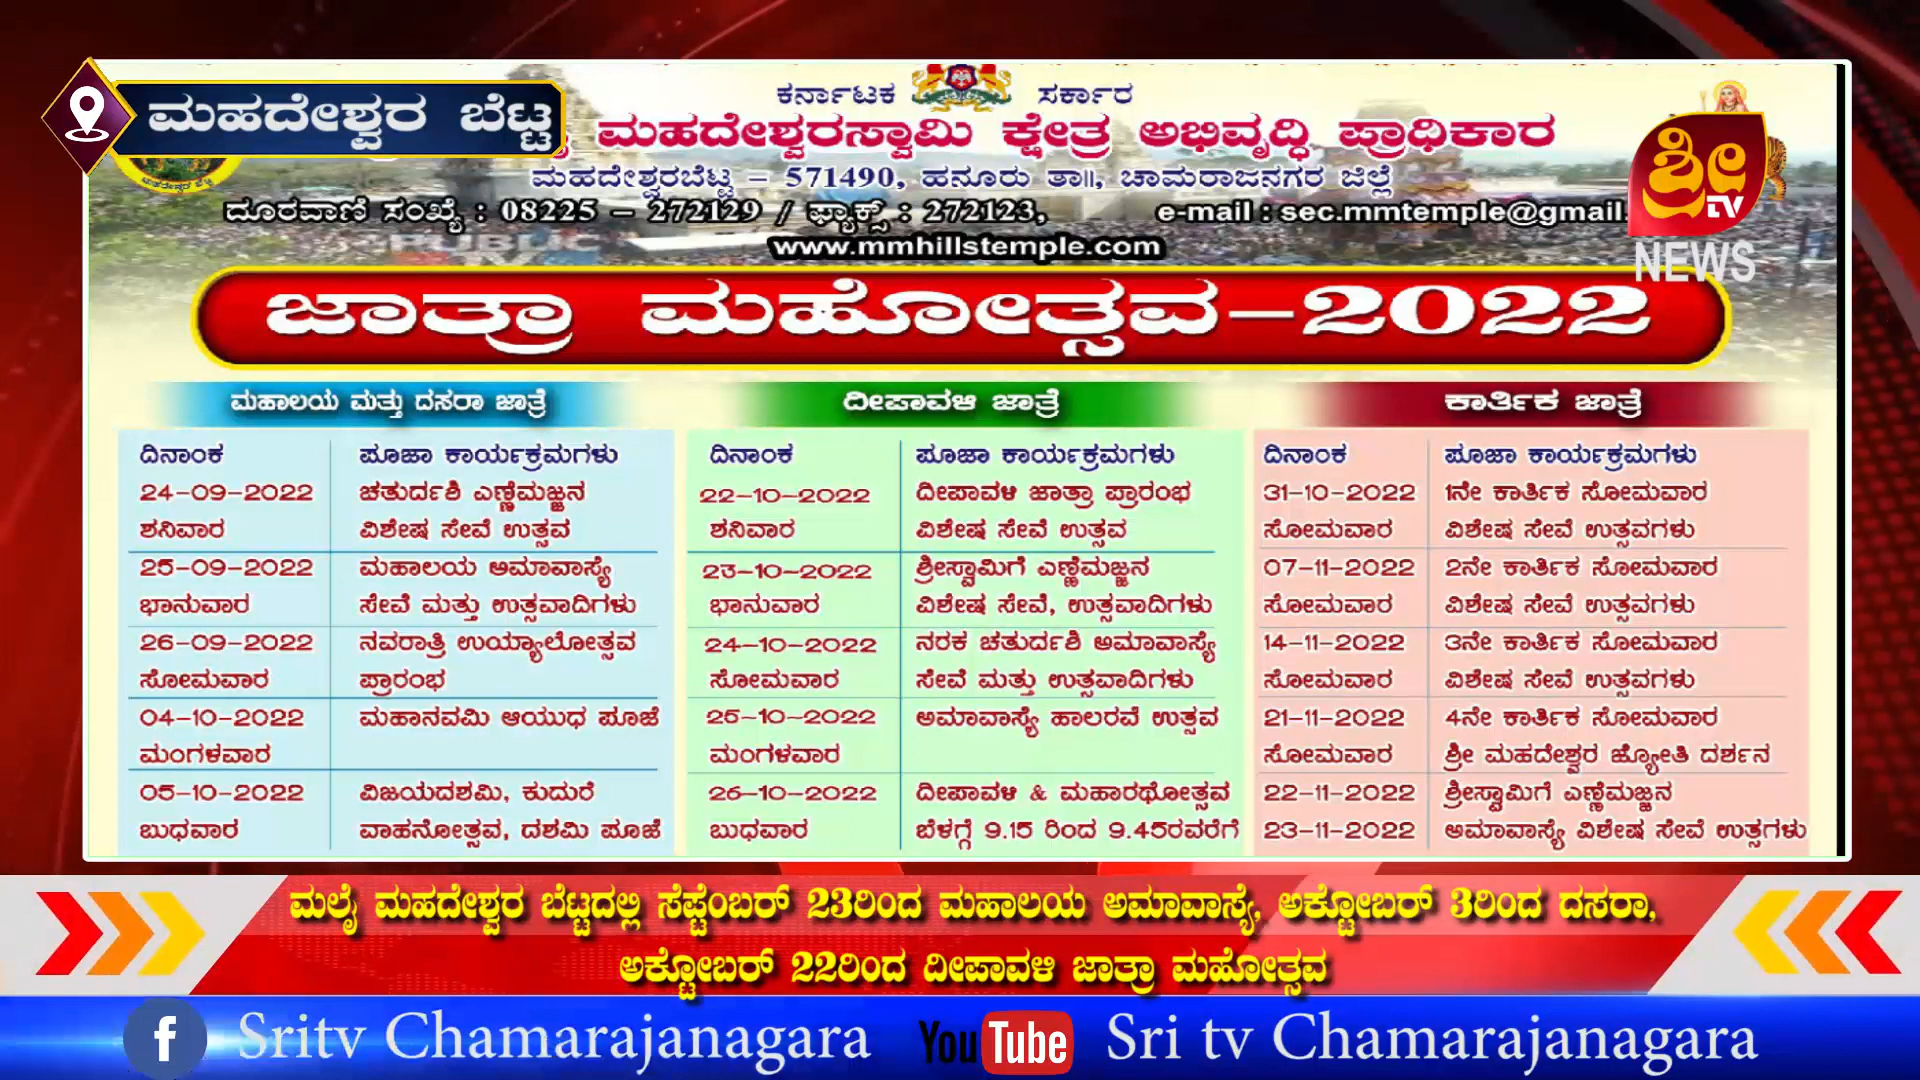 ಮಹದೇಶ್ವರ ಬೆಟ್ಟ
ಕರ್ನಾಟಕ ಸರ್ಕಾರ
ಮಹದೇಶ್ವರಸ್ವಾಮಿ ಕ್ಷೇತ್ರ ಅಭಿವೃದ್ಧಿ ಪ್ರಾಧಿಕಾರ
ಮಹದೇಶ್ವರಬೆಟ್ಟ – 571490, ಹನೂರು ತಾ॥, ಚಾಮರಾಜನಗರ ಜಿಲ್ಲೆ
ದೂರವಾಣಿ ಸಂಖ್ಯೆ : 08225 – 272129 / ಫ್ಯಾಕ್ಸ್ : 272123, e-mail : sec.mmtemple@gmail.
www.mmhillstemple.com
ಶ್ರೀ
TV
NEWS
ಜಾತ್ರಾ ಮಹೋತ್ಸವ-2022
ಮಹಾಲಯ ಮತ್ತು ದಸರಾ ಜಾತ್ರೆ
ದಿನಾಂಕ ಪೂಜಾ ಕಾರ್ಯಕ್ರಮಗಳು
24-09-2022 ಚತುರ್ದಶಿ ಎಣ್ಣೆಮಜ್ಜನ
ಶನಿವಾರ ವಿಶೇಷ ಸೇವೆ ಉತ್ಸವ
25-09-2022 ಮಹಾಲಯ ಅಮಾವಾಸ್ಯೆ
ಭಾನುವಾರ ಸೇವೆ ಮತ್ತು ಉತ್ಸವಾದಿಗಳು
26-09-2022 ನವರಾತ್ರಿ ಉಯ್ಯಾಲೋತ್ಸವ
ಸೋಮವಾರ ಪ್ರಾರಂಭ
04-10-2022 ಮಹಾನವಮಿ ಆಯುಧ ಪೂಜೆ
ಮಂಗಳವಾರ
05-10-2022 ವಿಜಯದಶಮಿ, ಕುದುರೆ
ಬುಧವಾರ ವಾಹನೋತ್ಸವ, ದಶಮಿ ಪೂಜೆ
ದೀಪಾವಳಿ ಜಾತ್ರೆ
ದಿನಾಂಕ ಪೂಜಾ ಕಾರ್ಯಕ್ರಮಗಳು
22-10-2022 ದೀಪಾವಳಿ ಜಾತ್ರಾ ಪ್ರಾರಂಭ
ಶನಿವಾರ ವಿಶೇಷ ಸೇವೆ ಉತ್ಸವ
23-10-2022 ಶ್ರೀಸ್ವಾಮಿಗೆ ಎಣ್ಣೆಮಜ್ಜನ
ಭಾನುವಾರ ವಿಶೇಷ ಸೇವೆ, ಉತ್ಸವಾದಿಗಳು
24-10-2022 ನರಕ ಚತುರ್ದಶಿ ಅಮಾವಾಸ್ಯೆ
ಸೋಮವಾರ ಸೇವೆ ಮತ್ತು ಉತ್ಸವಾದಿಗಳು
25-10-2022 ಅಮಾವಾಸ್ಯೆ ಹಾಲರವೆ ಉತ್ಸವ
ಮಂಗಳವಾರ
26-10-2022 ದೀಪಾವಳಿ & ಮಹಾರಥೋತ್ಸವ
ಬುಧವಾರ ಬೆಳಗ್ಗೆ 9.15 ರಿಂದ 9.45ರವರೆಗೆ
ಕಾರ್ತಿಕ ಜಾತ್ರೆ
ದಿನಾಂಕ ಪೂಜಾ ಕಾರ್ಯಕ್ರಮಗಳು
31-10-2022 1ನೇ ಕಾರ್ತಿಕ ಸೋಮವಾರ
ಸೋಮವಾರ ವಿಶೇಷ ಸೇವೆ ಉತ್ಸವಗಳು
07-11-2022 2ನೇ ಕಾರ್ತಿಕ ಸೋಮವಾರ
ಸೋಮವಾರ ವಿಶೇಷ ಸೇವೆ ಉತ್ಸವಗಳು
14-11-2022 3ನೇ ಕಾರ್ತಿಕ ಸೋಮವಾರ
ಸೋಮವಾರ ವಿಶೇಷ ಸೇವೆ ಉತ್ಸವಗಳು
21-11-2022 4ನೇ ಕಾರ್ತಿಕ ಸೋಮವಾರ
ಸೋಮವಾರ ಶ್ರೀ ಮಹದೇಶ್ವರ ಜ್ಯೋತಿ ದರ್ಶನ
22-11-2022 ಶ್ರೀಸ್ವಾಮಿಗೆ ಎಣ್ಣೆಮಜ್ಜನ
23-11-2022 ಅಮಾವಾಸ್ಯೆ ವಿಶೇಷ ಸೇವೆ ಉತ್ಸಗಳು
ಮಲೈ ಮಹದೇಶ್ವರ ಬೆಟ್ಟದಲ್ಲಿ ಸೆಪ್ಟೆಂಬರ್ 23ರಿಂದ ಮಹಾಲಯ ಅಮಾವಾಸ್ಯೆ, ಅಕ್ಟೋಬರ್ 3ರಿಂದ ದಸರಾ,
ಅಕ್ಟೋಬರ್ 22ರಿಂದ ದೀಪಾವಳಿ ಜಾತ್ರಾ ಮಹೋತ್ಸವ
f Sritv Chamarajanagara YouTube Sri tv Chamarajanagara